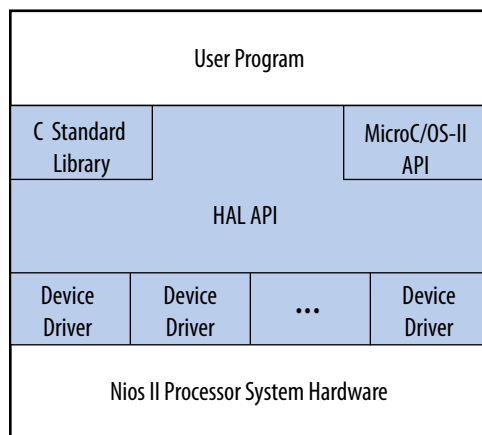 User Program
C Standard
Library
MicroC/OS-II
API
HAL API
Device
Driver
Device
Driver
...
Device
Driver
Nios II Processor System Hardware